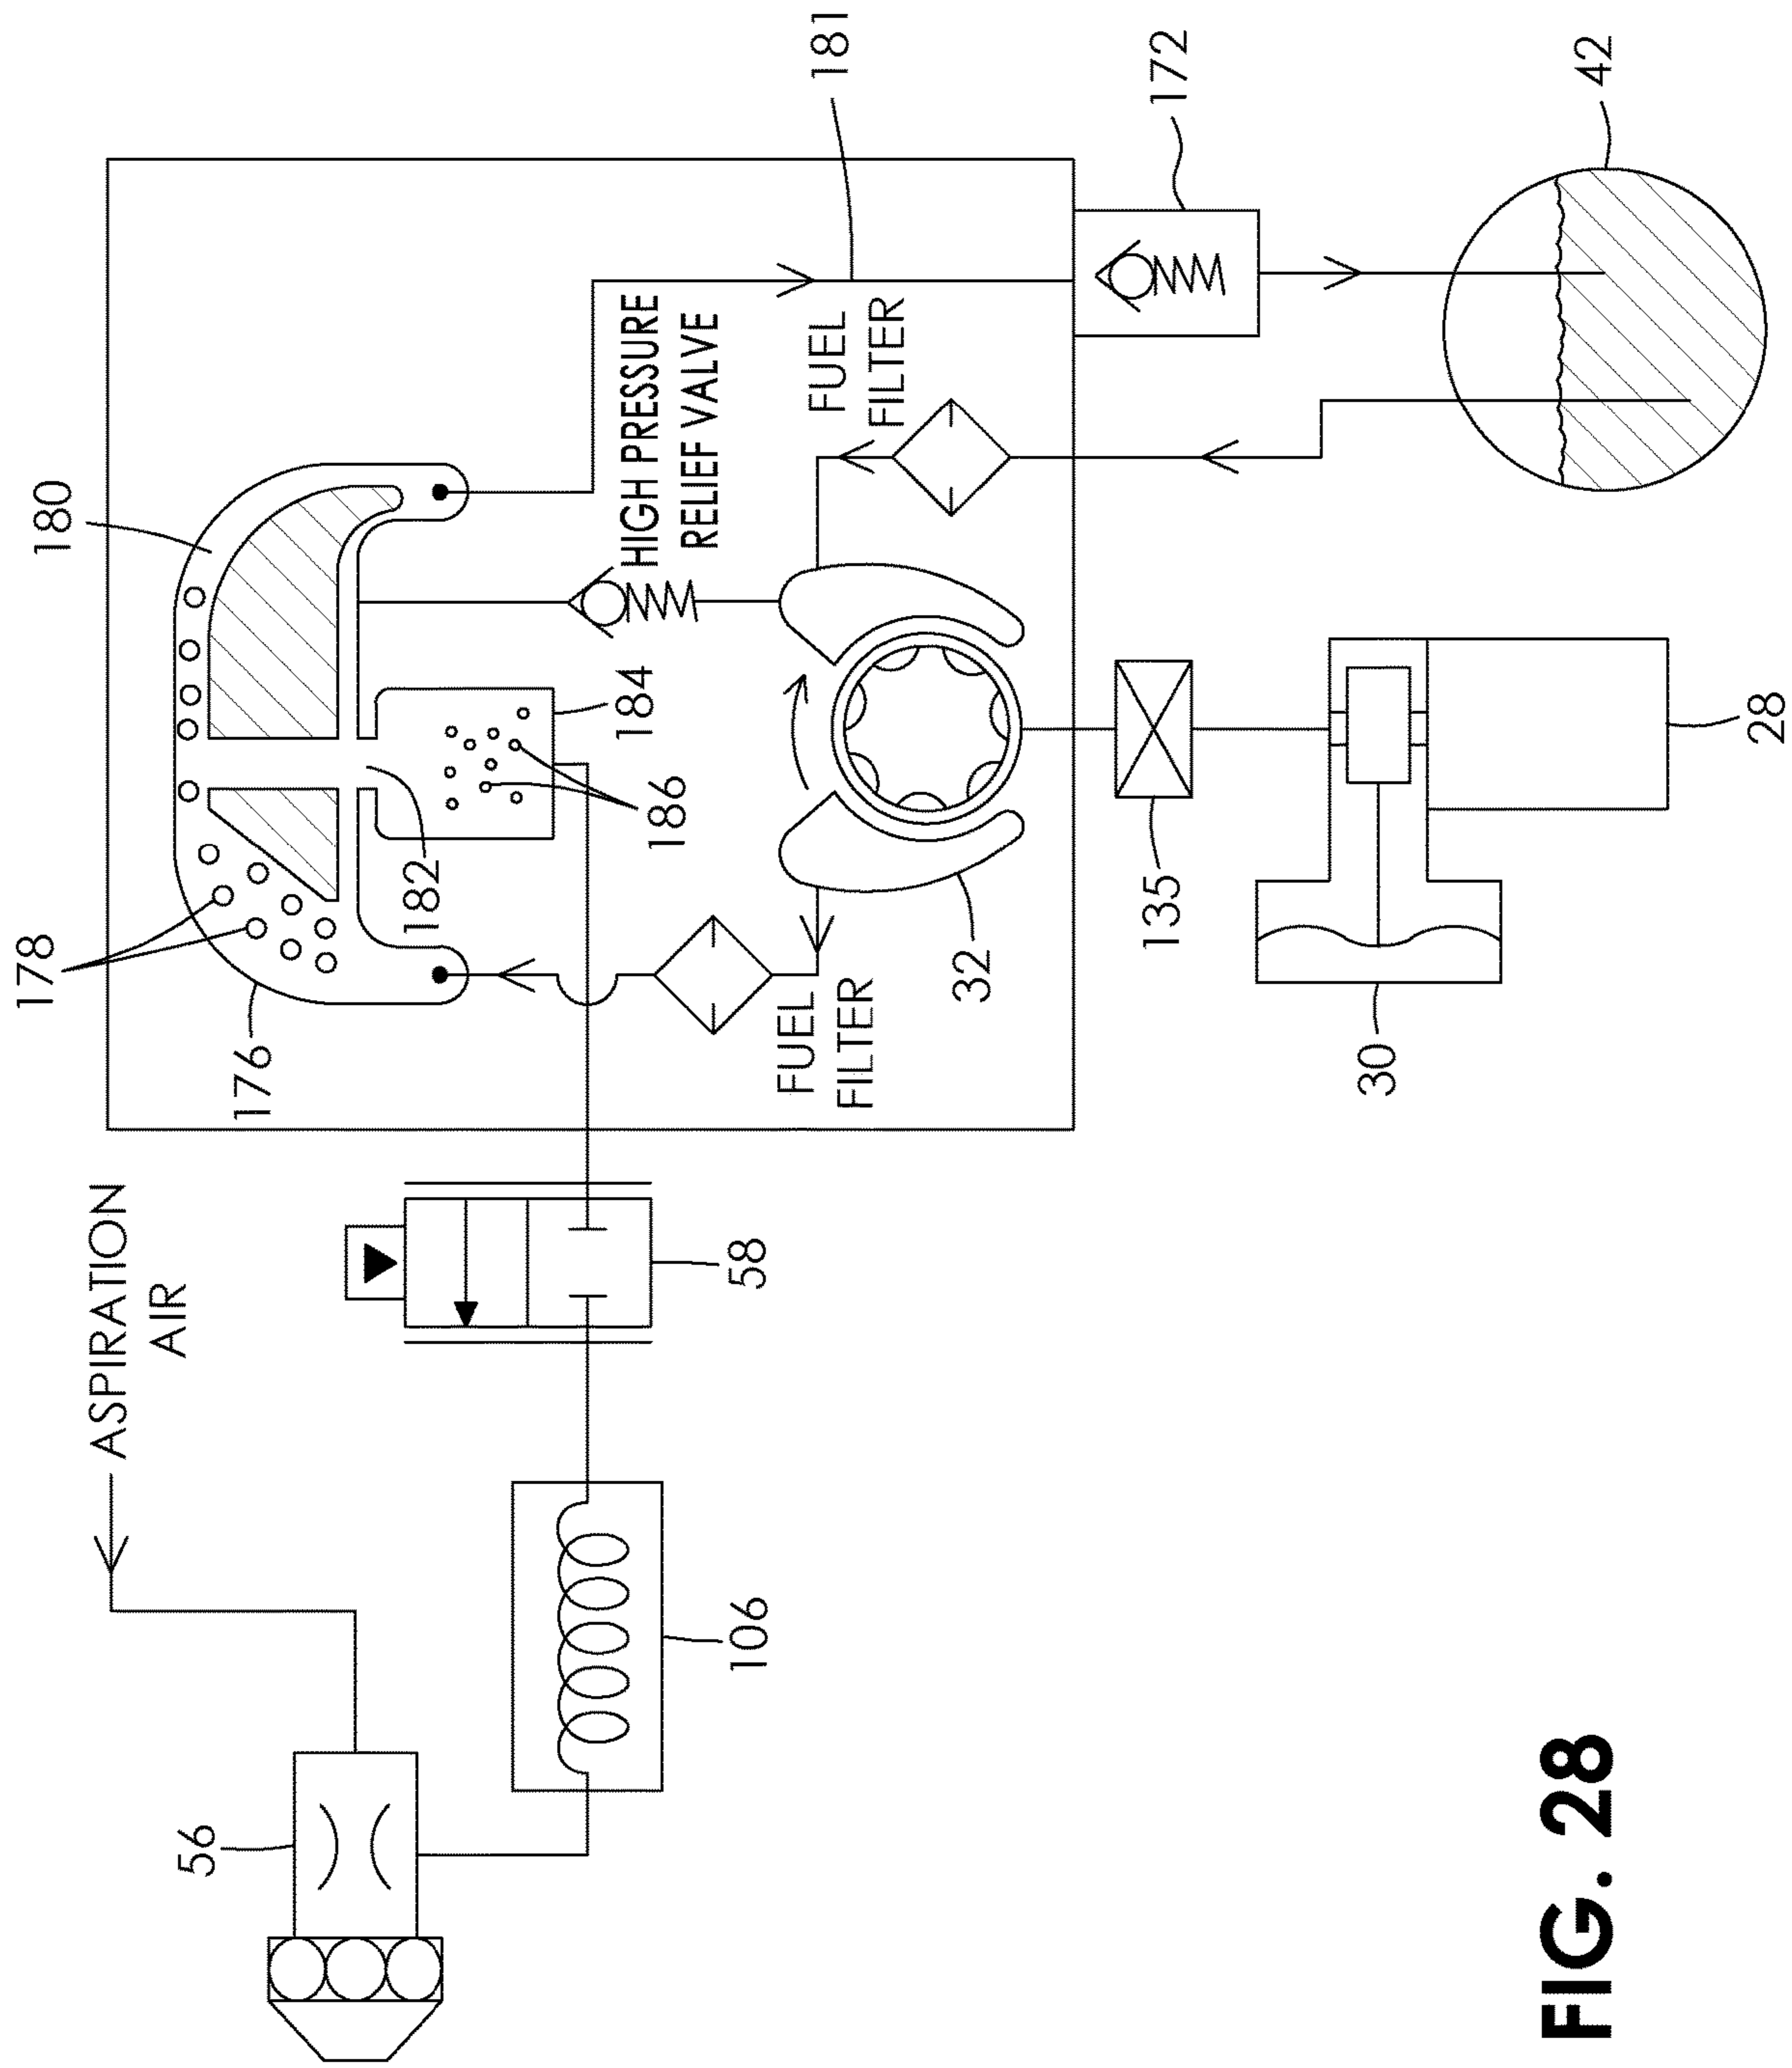 178
180
ASPIRATION
AIR
56
176
182
184
HIGH PRESSURE
RELIEF VALVE
186
106
58
FUEL
FILTER
FUEL
FILTER
181
32
135
172
30
42
FIG. 28
28